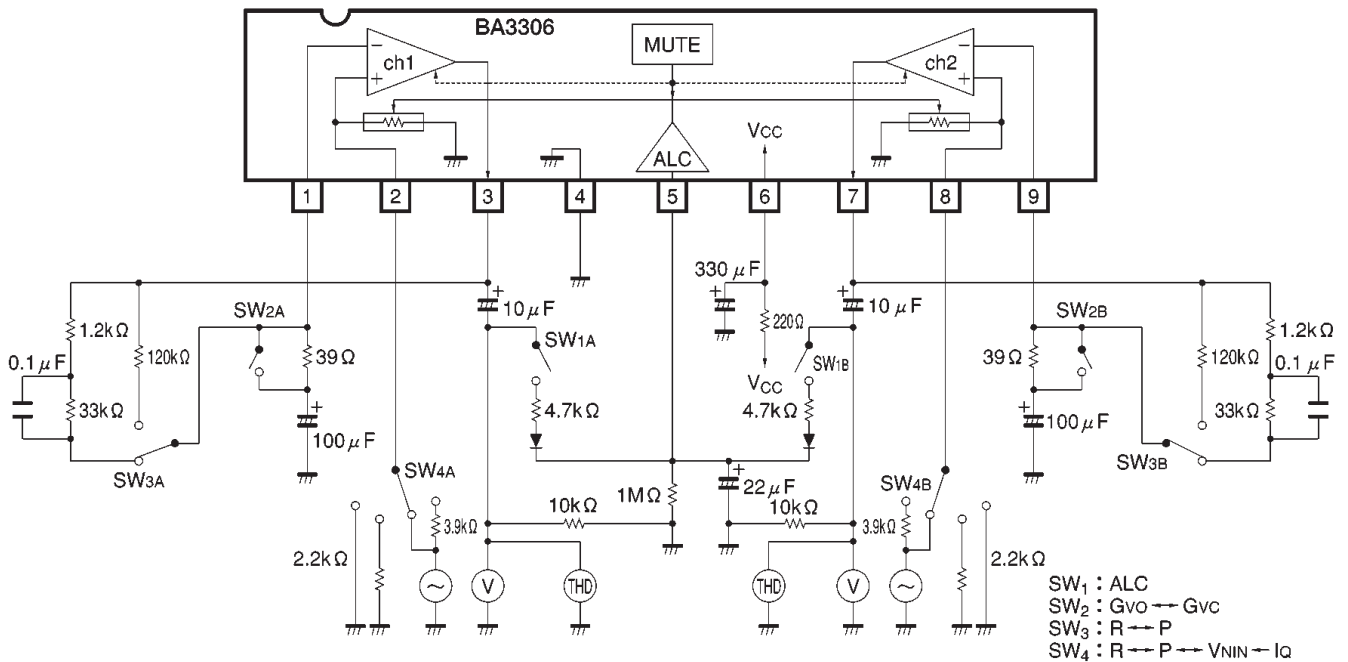 BA3306
MUTE
ch1
ch2
−
+
−
+
ALC
VCC
1
2
3
4
5
6
7
8
9
330 μF
+
220Ω
VCC
10 μF
+
10 μF
+
SW2A
SW1A
SW1B
SW2B
1.2kΩ
120kΩ
39Ω
39Ω
120kΩ
1.2kΩ
0.1 μF
0.1 μF
33kΩ
33kΩ
4.7kΩ
4.7kΩ
+
100 μF
+
100 μF
SW3A
SW3B
SW4A
SW4B
1MΩ
+
22 μF
10kΩ
10kΩ
3.9kΩ
3.9kΩ
2.2kΩ
2.2kΩ
~
V
THD
THD
V
~
SW1 : ALC
SW2 : GVO ↔ GVC
SW3 : R ↔ P
SW4 : R ↔ P ↔ VNIN ← IQ